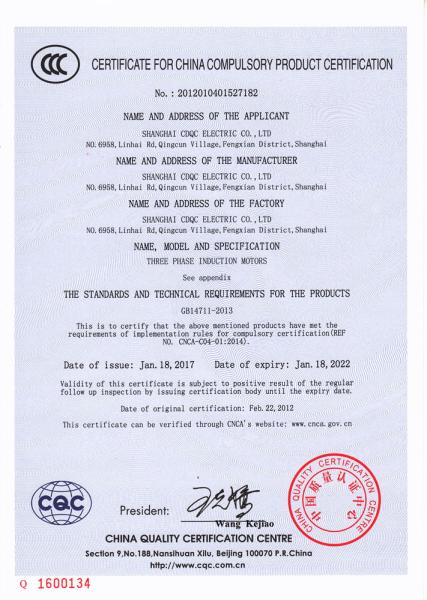 CCC
CERTIFICATE FOR CHINA COMPULSORY PRODUCT CERTIFICATION
No. : 2012010401527182
NAME AND ADDRESS OF THE APPLICANT
SHANGHAI CDQC ELECTRIC CO.,LTD
NO.6958,Linhai Rd,Qingcun Village,Fengxian District,Shanghai
NAME AND ADDRESS OF THE MANUFACTURER
SHANGHAI CDQC ELECTRIC CO.,LTD
NO.6958,Linhai Rd,Qingcun Village,Fengxian District,Shanghai
NAME AND ADDRESS OF THE FACTORY
SHANGHAI CDQC ELECTRIC CO.,LTD
NO.6958,Linhai Rd,Qingcun Village,Fengxian District,Shanghai
NAME, MODEL AND SPECIFICATION
THREE PHASE INDUCTION MOTORS
See appendix
THE STANDARDS AND TECHNICAL REQUIREMENTS FOR THE PRODUCTS
GB14711-2013
This is to certify that the above mentioned products have met the
requirements of implementation rules for compulsory certification(REF
NO. CNCA-C04-01:2014).
Date of issue: Jan.18,2017 Date of expiry: Jan.18,2022
Validity of this certificate is subject to positive result of the regular
follow up inspection by issuing certification body until the expiry date.
Date of original certification: Feb.22,2012
This certificate can be verified through CNCA's website: www.cnca.gov.cn
CQC
President:
Wang Kejiao
CHINA QUALITY CERTIFICATION CENTRE
中国质量认证中心
CHINA QUALITY CERTIFICATION CENTRE
Section 9,No.188,Nansihuan Xilu, Beijing 100070 P.R.China
http://www.cqc.com.cn
Q 1600134